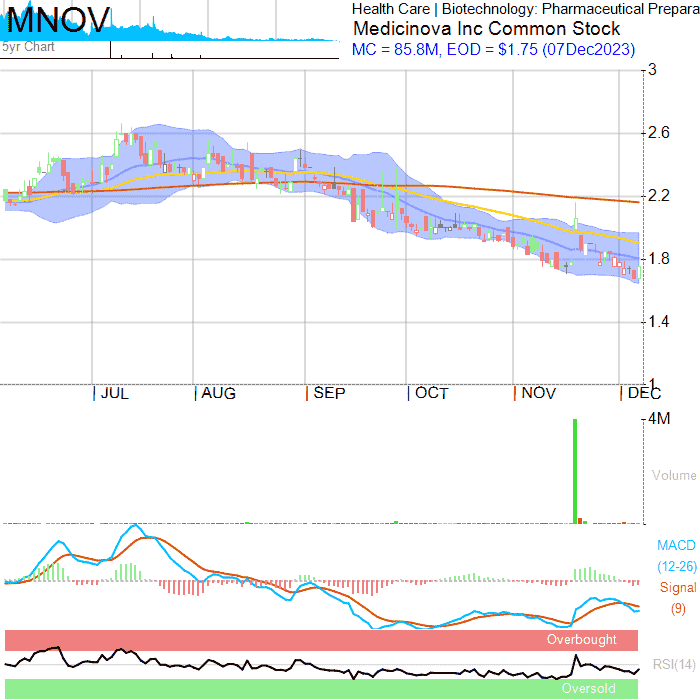 MNOV
5yr Chart
Health Care | Biotechnology: Pharmaceutical Prepara
Medicinova Inc Common Stock
MC = 85.8M, EOD = $1.75 (07Dec2023)
3
2.6
2.2
1.8
1.4
1
JUL AUG SEP OCT NOV DEC
4M
Volume
MACD
(12-26)
Signal
(9)
Overbought
RSI(14)
Oversold